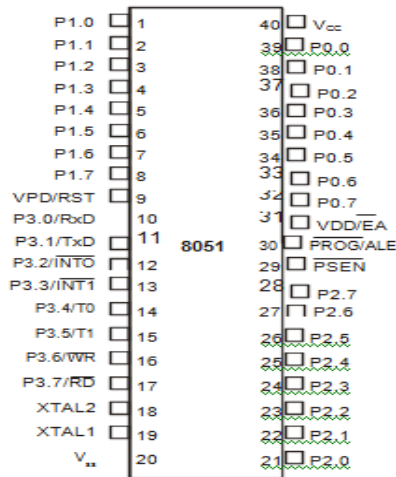 P1.0 1 40 Vcc
P1.1 2 39 P0.0
P1.2 3 38 P0.1
P1.3 4 37 P0.2
P1.4 5 36 P0.3
P1.5 6 35 P0.4
P1.6 7 34 P0.5
P1.7 8 33 P0.6
VPD/RST 9 32 P0.7
P3.0/RxD 10 31 VDD/EA
P3.1/TxD 11 8051 30 PROG/ALE
P3.2/INTO 12 29 PSEN
P3.3/INT1 13 28 P2.7
P3.4/T0 14 27 P2.6
P3.5/T1 15 26 P2.5
P3.6/WR 16 25 P2.4
P3.7/RD 17 24 P2.3
XTAL2 18 23 P2.2
XTAL1 19 22 P2.1
Vss 20 21 P2.0